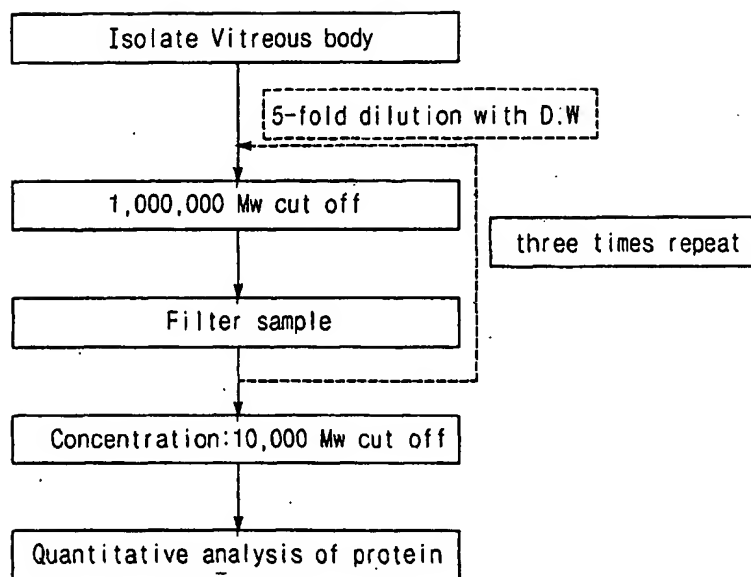 Isolate Vitreous body
5-fold dilution with D.W
1,000,000 Mw cut off
three times repeat
Filter sample
Concentration:10,000 Mw cut off
Quantitative analysis of protein